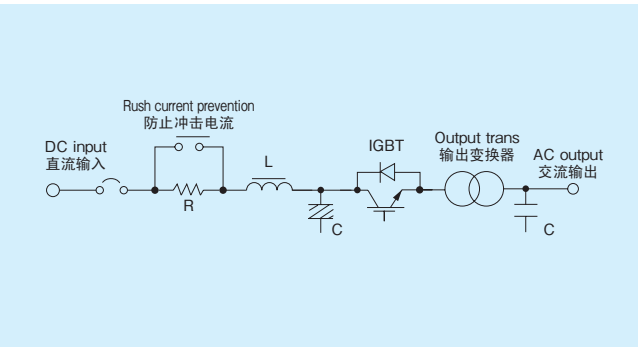 Rush current prevention
防止冲击电流
DC input
直流输入
L
R
C
IGBT
Output trans
输出变换器
AC output
交流输出
C